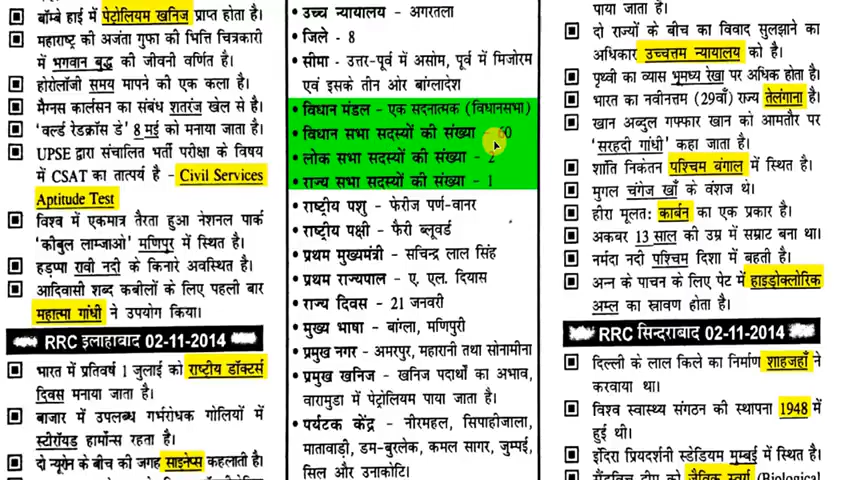 बॉम्बे हाई में पेट्रोलियम खनिज प्राप्त होता है।
महाराष्ट्र की अजंता गुफा की भित्ति चित्रकारी
में भगवान बुद्ध की जीवनी वर्णित है।
होरोलॉजी समय मापने की एक कला है।
मैग्नस कार्लसन का संबंध शतरंज खेल से है।
'वर्ल्ड रेडक्रॉस डे' 8 मई को मनाया जाता है।
UPSE द्वारा संचालित भर्ती परीक्षा के विषय
में CSAT का तात्पर्य है - Civil Services
Aptitude Test
विश्व में एकमात्र तैरता हुआ नेशनल पार्क
'कीबुल लाम्जाओ' मणिपुर में स्थित है।
हड़प्पा रावी नदी के किनारे अवस्थित है।
आदिवासी शब्द कबीलों के लिए पहली बार
महात्मा गांधी ने उपयोग किया।
RRC इलाहाबाद 02-11-2014
भारत में प्रतिवर्ष 1 जुलाई को राष्ट्रीय डॉक्टर्स
दिवस मनाया जाता है।
बाजार में उपलब्ध गर्भरोधक गोलियों में
स्टीरॉयड हार्मोन्स रहता है।
दो न्यूरोन के बीच की जगह साइनेप्स कहलाती है।
• उच्च न्यायालय - अगरतला
• जिले - 8
• सीमा - उत्तर-पूर्व में असोम, पूर्व में मिजोरम
एवं इसके तीन ओर बांग्लादेश
• विधान मंडल - एक सदनात्मक (विधानसभा)
• विधान सभा सदस्यों की संख्या - 60
• लोक सभा सदस्यों की संख्या - 2
• राज्य सभा सदस्यों की संख्या - 1
• राष्ट्रीय पशु - फेरीज पर्ण-वानर
• राष्ट्रीय पक्षी - फैरी ब्लूवर्ड
• प्रथम मुख्यमंत्री - सचिन्द्र लाल सिंह
• प्रथम राज्यपाल - ए. एल. दियास
• राज्य दिवस - 21 जनवरी
• मुख्य भाषा - बांग्ला, मणिपुरी
• प्रमुख नगर - अमरपुर, महारानी तथा सोनामीना
• प्रमुख खनिज - खनिज पदार्थों का अभाव,
वारामुडा में पेट्रोलियम पाया जाता है।
• पर्यटक केंद्र - नीरमहल, सिपाहीजाला,
मातावाड़ी, डम-बुरलेक, कमल सागर, जुम्पई,
सिल और उनाकोटि।
पाया जाता है।
दो राज्यों के बीच का विवाद सुलझाने का
अधिकार उच्चत्तम न्यायालय को है।
पृथ्वी का व्यास भूमध्य रेखा पर अधिक होता है।
भारत का नवीनत्तम (29वाँ) राज्य तेलंगाना है।
खान अब्दुल गफ्फार खान को आमतौर पर
"सरहदी गांधी' कहा जाता है।
शांति निकेतन पश्चिम बंगाल में स्थित है।
मुगल चंगेज खाँ के वंशज थे।
हीरा मूलत: कार्बन का एक प्रकार है।
अकबर 13 साल की उम्र में सम्राट बना था।
नर्मदा नदी पश्चिम दिशा में बहती है।
अन्न के पाचन के लिए पेट में हाइड्रोक्लोरिक
अम्ल का स्रावण होता है।
RRC सिन्दराबाद 02-11-2014
दिल्ली के लाल किले का निर्माण शाहजहाँ ने
करवाया था।
विश्व स्वास्थ्य संगठन की स्थापना 1948 में
हुई थी।
इंदिरा प्रियदर्शनी स्टेडियम मुम्बई में स्थित है।
को जैविक स्वर्ग (Biological